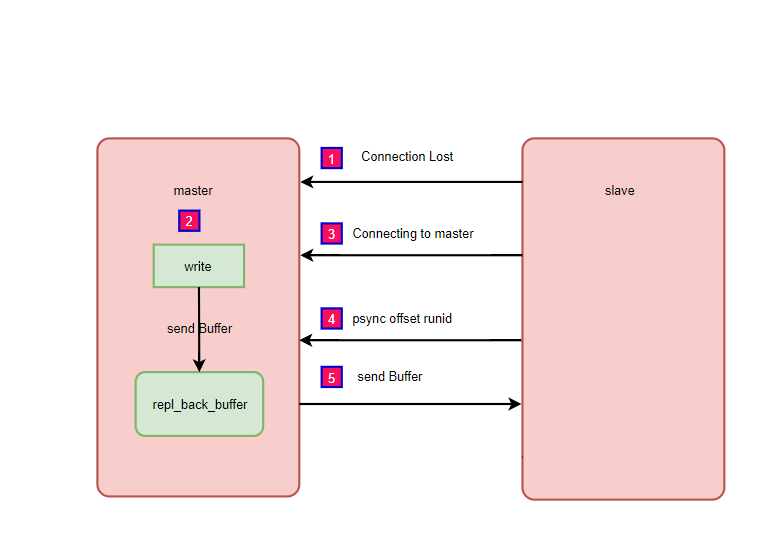 1 Connection Lost
master
slave
2
3 Connecting to master
write
4 psync offset runid
send Buffer
5 send Buffer
repl_back_buffer